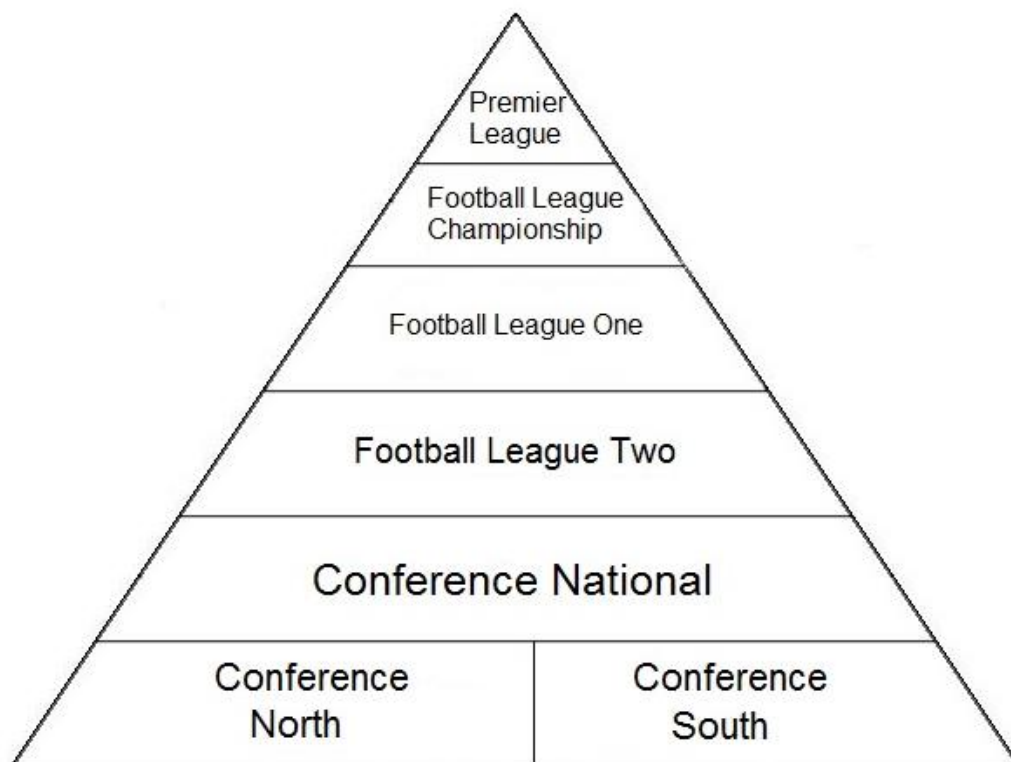 Premier
League
Football League
Championship
Football League One
Football League Two
Conference National
Conference
North
Conference
South